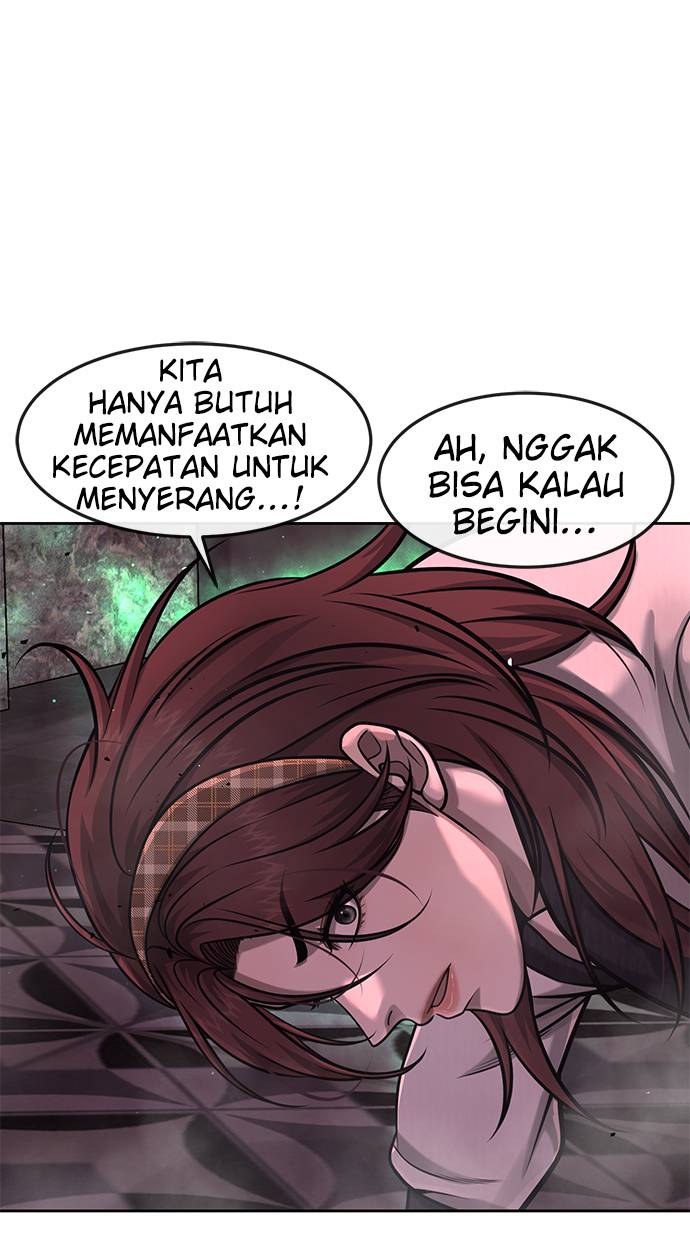 KITA
HANYA BUTUH
MEMANFAATKAN
KECEPATAN UNTUK
MENYERANG...!
AH, NGGAK
BISA KALAU
BEGINI...